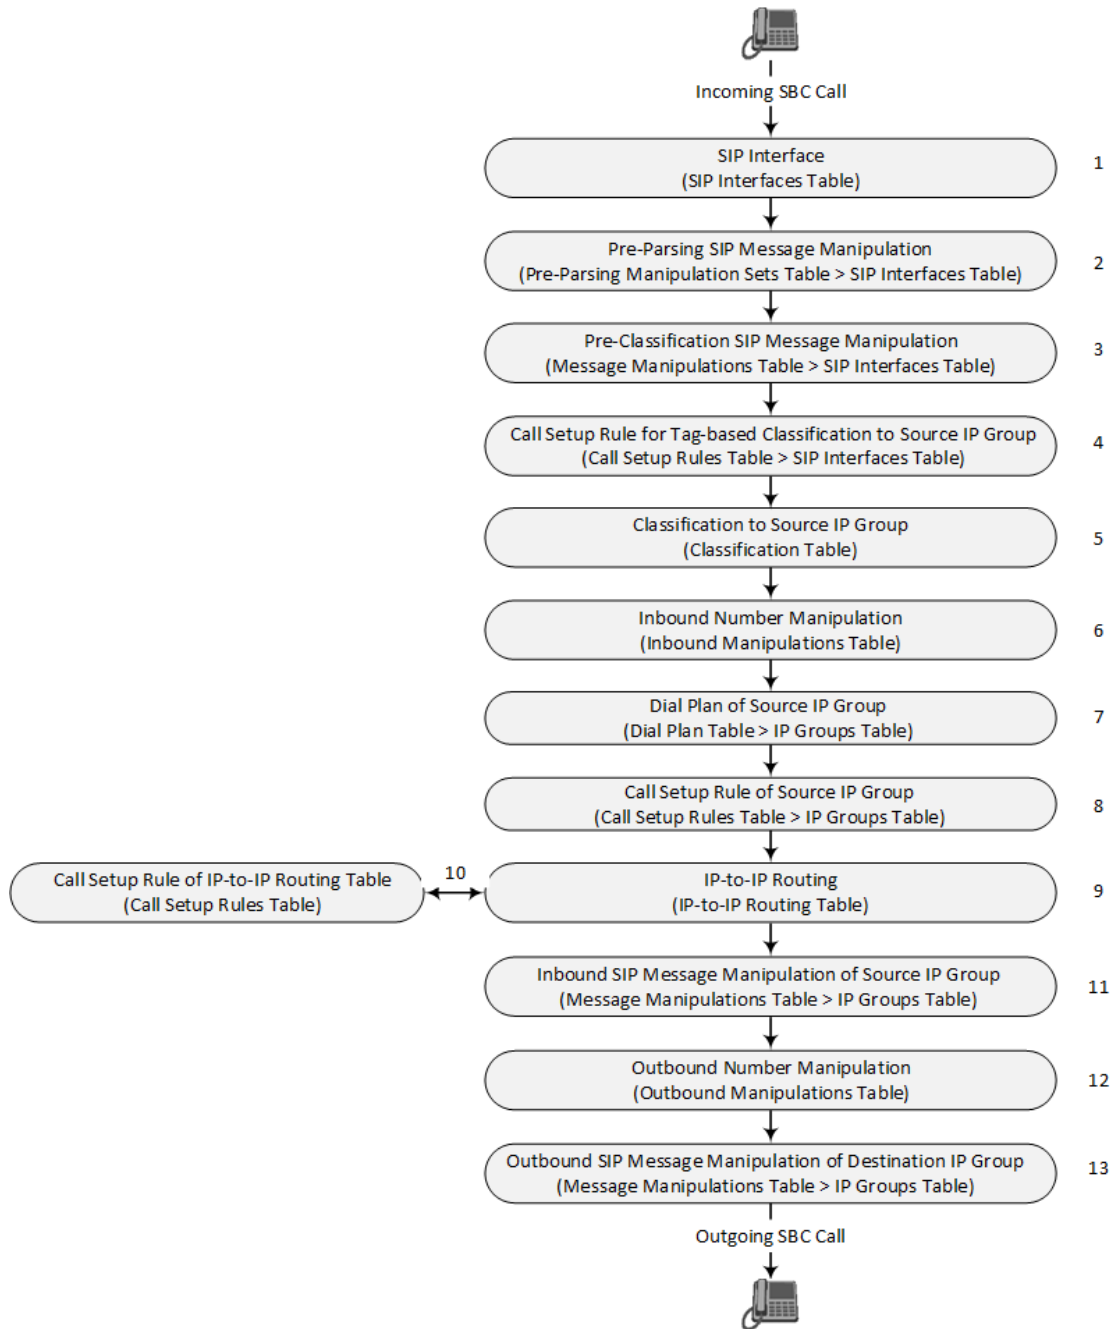 Incoming SBC Call
SIP Interface
(SIP Interfaces Table)
1
Pre-Parsing SIP Message Manipulation
(Pre-Parsing Manipulation Sets Table > SIP Interfaces Table)
2
Pre-Classification SIP Message Manipulation
(Message Manipulations Table > SIP Interfaces Table)
3
Call Setup Rule for Tag-based Classification to Source IP Group
(Call Setup Rules Table > SIP Interfaces Table)
4
Classification to Source IP Group
(Classification Table)
5
Inbound Number Manipulation
(Inbound Manipulations Table)
6
Dial Plan of Source IP Group
(Dial Plan Table > IP Groups Table)
7
Call Setup Rule of Source IP Group
(Call Setup Rules Table > IP Groups Table)
8
Call Setup Rule of IP-to-IP Routing Table
(Call Setup Rules Table)
10
IP-to-IP Routing
(IP-to-IP Routing Table)
9
Inbound SIP Message Manipulation of Source IP Group
(Message Manipulations Table > IP Groups Table)
11
Outbound Number Manipulation
(Outbound Manipulations Table)
12
Outbound SIP Message Manipulation of Destination IP Group
(Message Manipulations Table > IP Groups Table)
13
Outgoing SBC Call